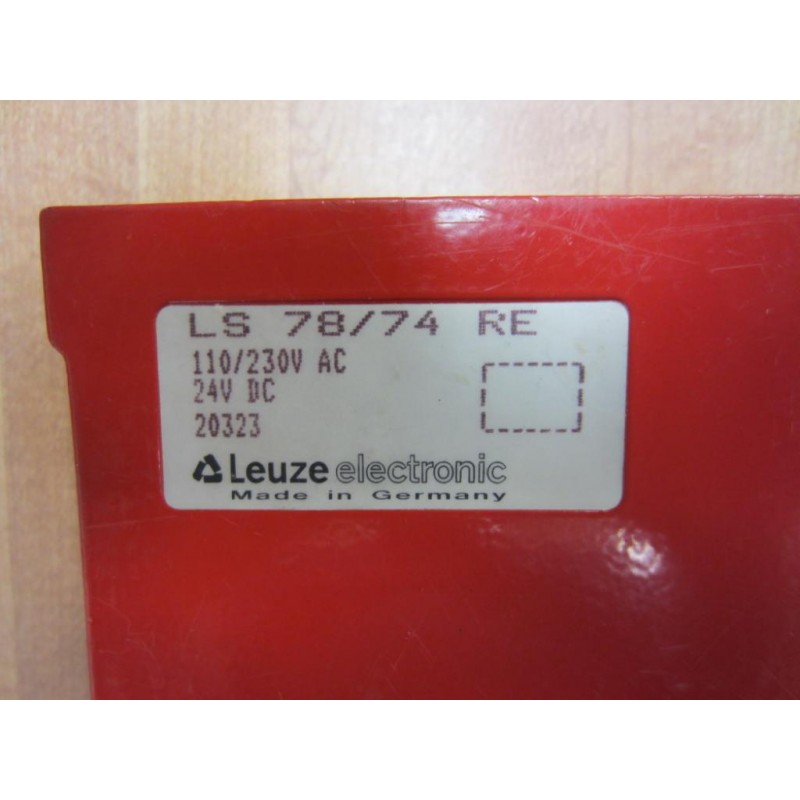 LS 78/74 RE
110/230V AC
24V DC
20323
Leuze electronic
Made in Germany